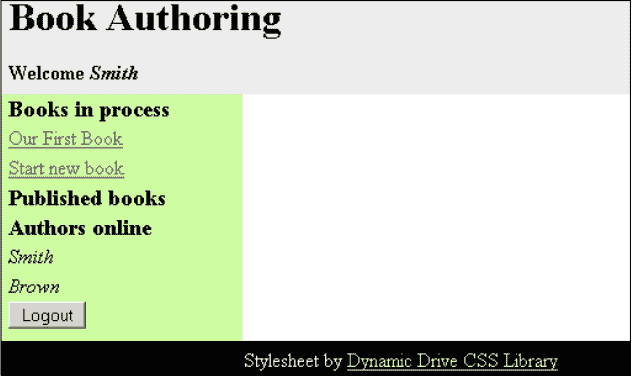 Book Authoring
Welcome Smith
Books in process
Our First Book
Start new book
Published books
Authors online
Smith
Brown
Logout
Stylesheet by Dynamic Drive CSS Library